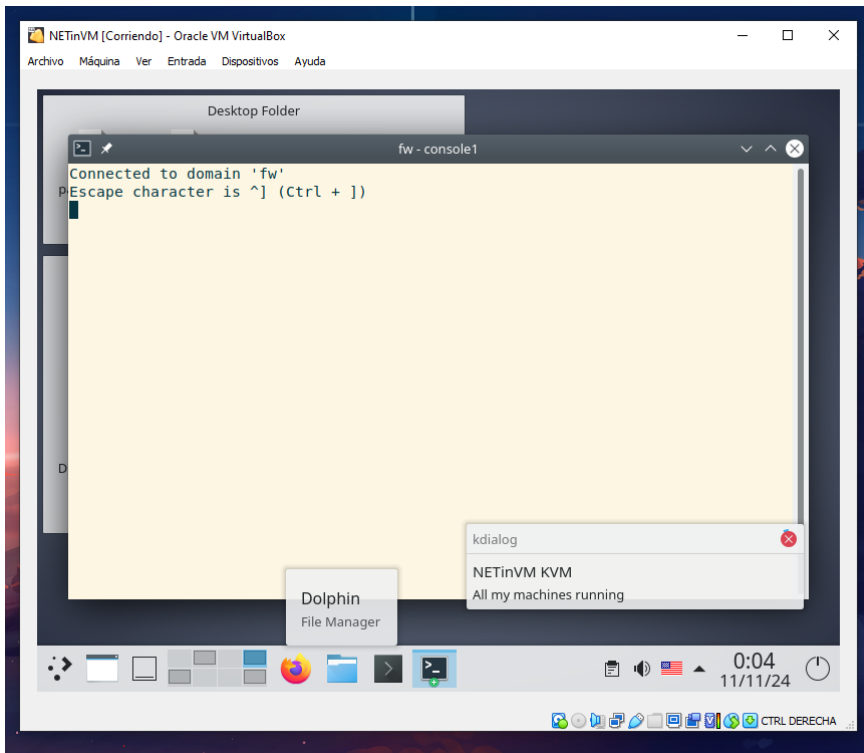 NETinVM [Corriendo] - Oracle VM VirtualBox
Archivo Máquina Ver Entrada Dispositivos Ayuda
Desktop Folder
fw - console1
Connected to domain 'fw'
Escape character is ^] (Ctrl + ])
kdialog
NETinVM KVM
All my machines running
Dolphin
File Manager
0:04
11/11/24
CTRL DERECHA